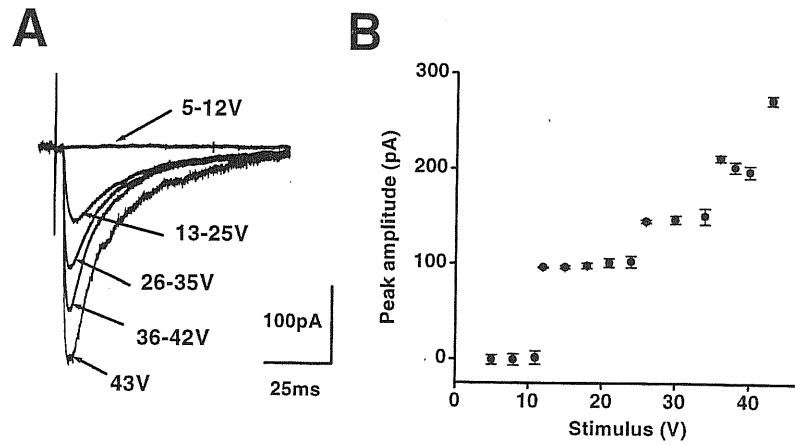 A
5-12V
13-25V
26-35V
36-42V
43V
100pA
25ms
B
Peak amplitude (pA)
300
200
100
0
0
10
20
30
40
Stimulus (V)